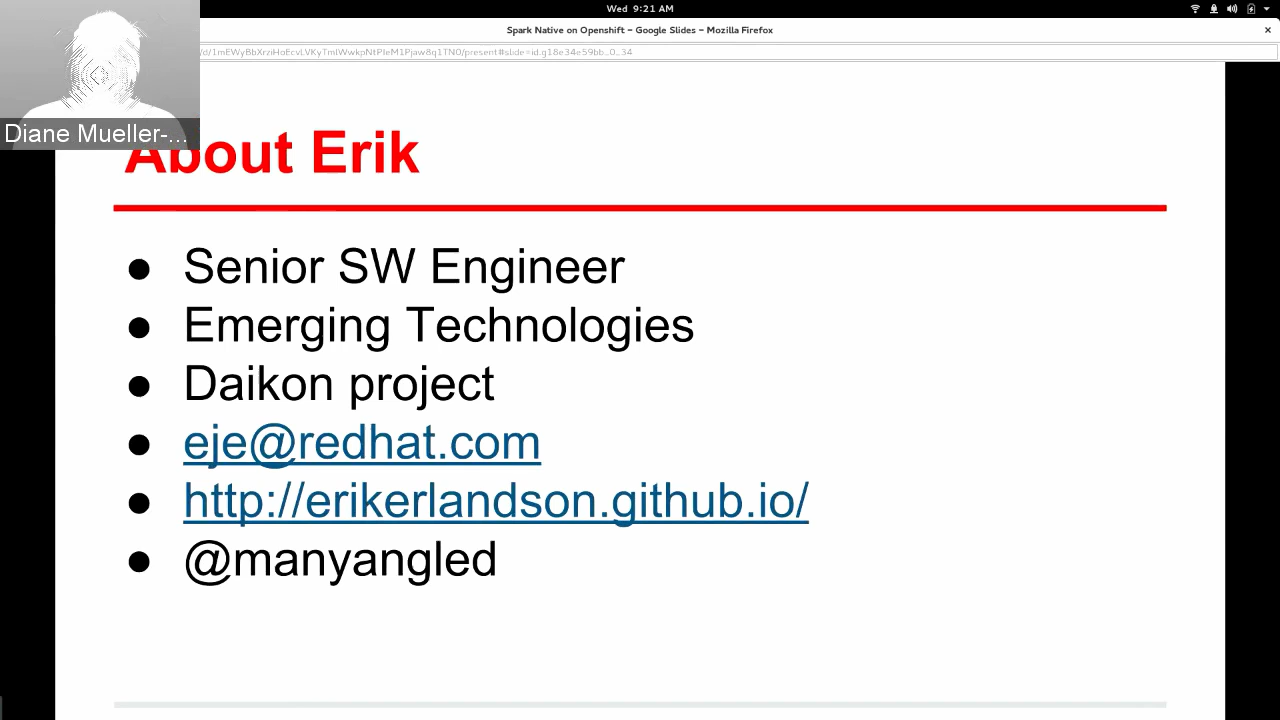 Wed 9:21 AM
Spark Native on Openshift – Google Slides – Mozilla Firefox
Diane Mueller-...
About Erik
● Senior SW Engineer
● Emerging Technologies
● Daikon project
● eje@redhat.com
● http://erikerlandson.github.io/
● @manyangled